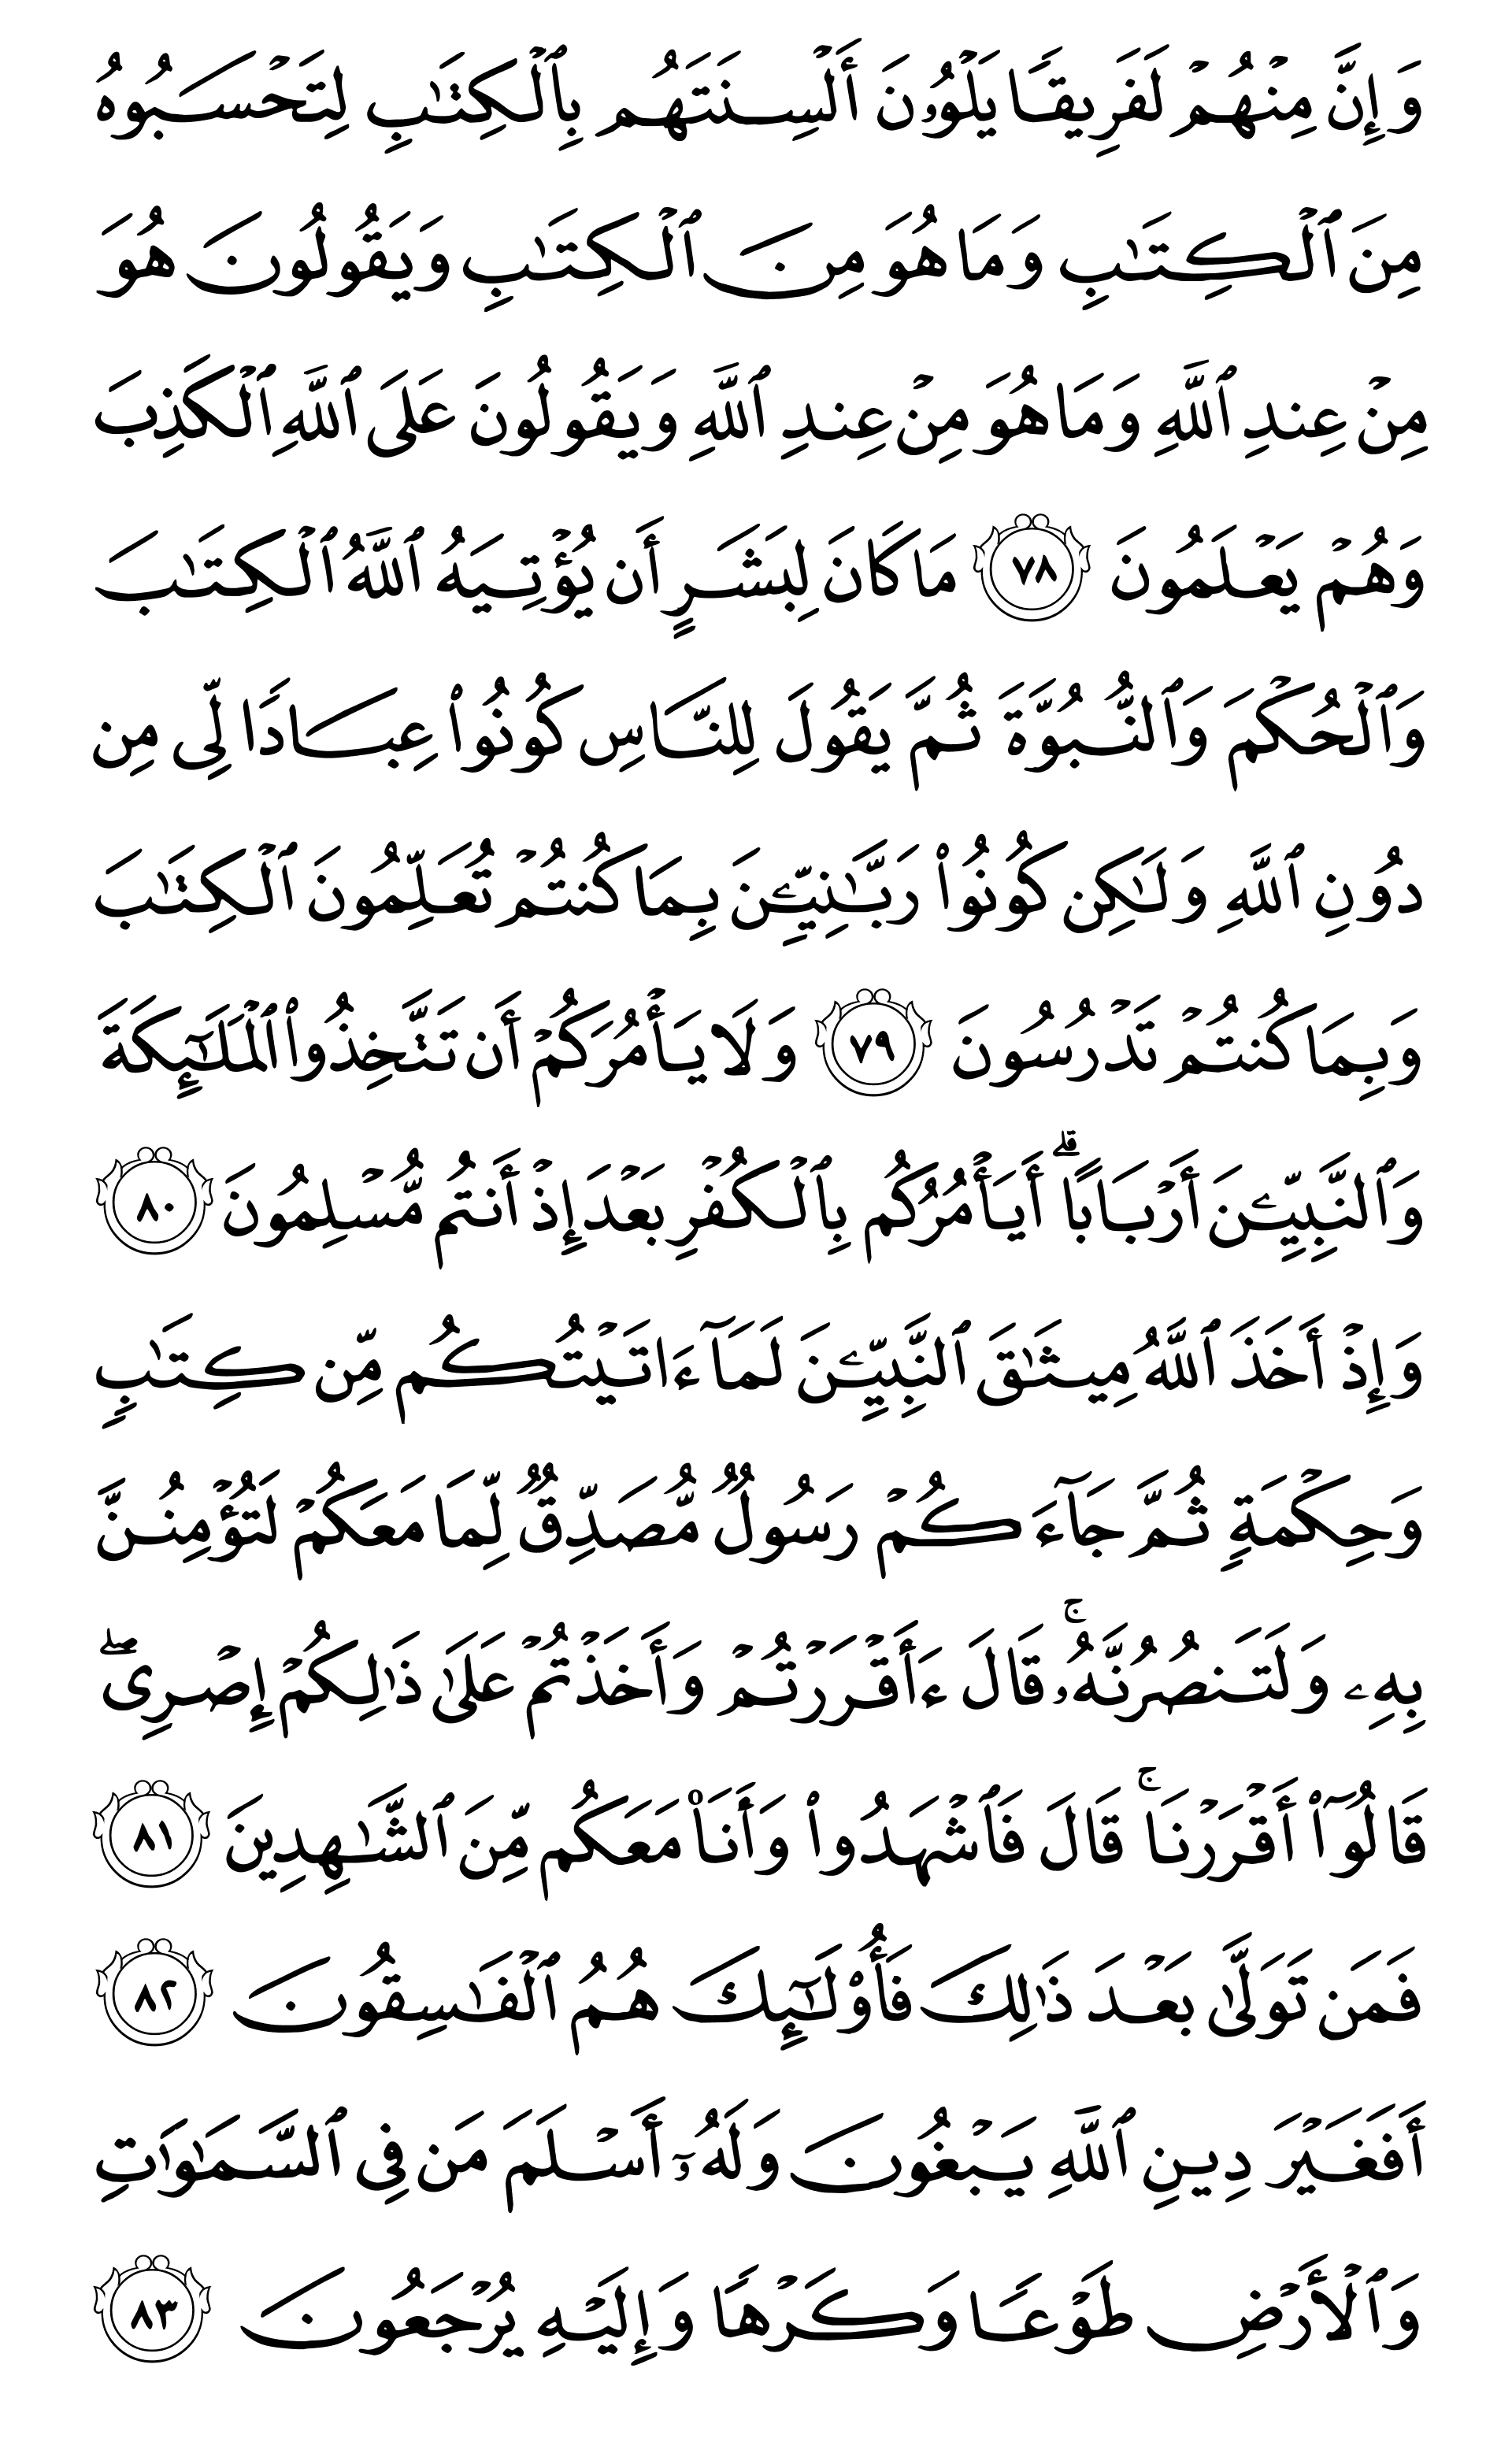 وَإِنَّ مِنۡهُمۡ لَفَرِيقٗا يَلۡوُۥنَ أَلۡسِنَتَهُم بِٱلۡكِتَٰبِ لِتَحۡسَبُوهُ
مِنَ ٱلۡكِتَٰبِ وَمَا هُوَ مِنَ ٱلۡكِتَٰبِ وَيَقُولُونَ هُوَ
مِنۡ عِندِ ٱللَّهِ وَمَا هُوَ مِنۡ عِندِ ٱللَّهِ وَيَقُولُونَ عَلَى ٱللَّهِ ٱلۡكَذِبَ
وَهُمۡ يَعۡلَمُونَ ٧٨ مَا كَانَ لِبَشَرٍ أَن يُؤۡتِيَهُ ٱللَّهُ ٱلۡكِتَٰبَ
وَٱلۡحُكۡمَ وَٱلنُّبُوَّةَ ثُمَّ يَقُولَ لِلنَّاسِ كُونُواْ عِبَادٗا لِّي مِن
دُونِ ٱللَّهِ وَلَٰكِن كُونُواْ رَبَّٰنِيِّـۧنَ بِمَا كُنتُمۡ تُعَلِّمُونَ ٱلۡكِتَٰبَ
وَبِمَا كُنتُمۡ تَدۡرُسُونَ ٧٩ وَلَا يَأۡمُرَكُمۡ أَن تَتَّخِذُواْ ٱلۡمَلَٰٓئِكَةَ
وَٱلنَّبِيِّـۧنَ أَرۡبَابًاۗ أَيَأۡمُرُكُم بِٱلۡكُفۡرِ بَعۡدَ إِذۡ أَنتُم مُّسۡلِمُونَ ٨٠
وَإِذۡ أَخَذَ ٱللَّهُ مِيثَٰقَ ٱلنَّبِيِّـۧنَ لَمَآ ءَاتَيۡتُكُم مِّن كِتَٰبٖ
وَحِكۡمَةٖ ثُمَّ جَآءَكُمۡ رَسُولٞ مُّصَدِّقٞ لِّمَا مَعَكُمۡ لَتُؤۡمِنُنَّ
بِهِۦ وَلَتَنصُرُنَّهُۥۚ قَالَ ءَأَقۡرَرۡتُمۡ وَأَخَذۡتُمۡ عَلَىٰ ذَٰلِكُمۡ إِصۡرِيۖ
قَالُوٓاْ أَقۡرَرۡنَاۚ قَالَ فَٱشۡهَدُواْ وَأَنَا۠ مَعَكُم مِّنَ ٱلشَّٰهِدِينَ ٨١
فَمَن تَوَلَّىٰ بَعۡدَ ذَٰلِكَ فَأُوْلَٰٓئِكَ هُمُ ٱلۡفَٰسِقُونَ ٨٢
أَفَغَيۡرَ دِينِ ٱللَّهِ يَبۡغُونَ وَلَهُۥٓ أَسۡلَمَ مَن فِي ٱلسَّمَٰوَٰتِ
وَٱلۡأَرۡضِ طَوۡعٗا وَكَرۡهٗا وَإِلَيۡهِ يُرۡجَعُونَ ٨٣